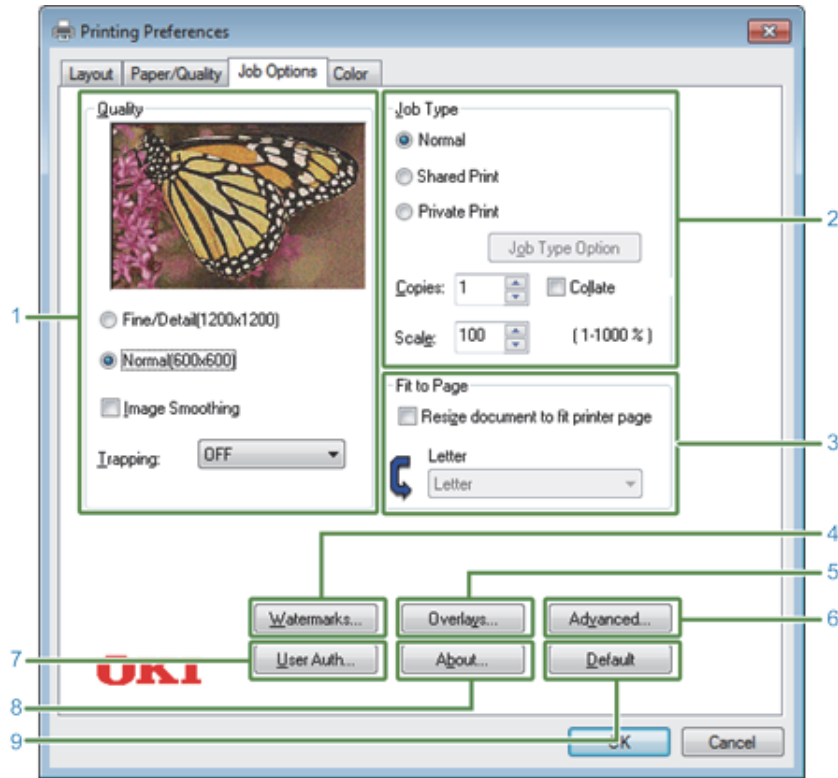 Printing Preferences
Layout Paper/Quality Job Options Color
Quality
Fine/Detail(1200x1200)
Normal(600x600)
Image Smoothing
Trapping: OFF
Job Type
Normal
Shared Print
Private Print
Job Type Option
Copies: 1 Collate
Scale: 100 (1-1000 %)
Fit to Page
Resize document to fit printer page
Letter
Letter
1
2
3
4
5
6
Watermarks... Overlays... Advanced...
7
OKI
User Auth... About... Default
8
9
OK Cancel